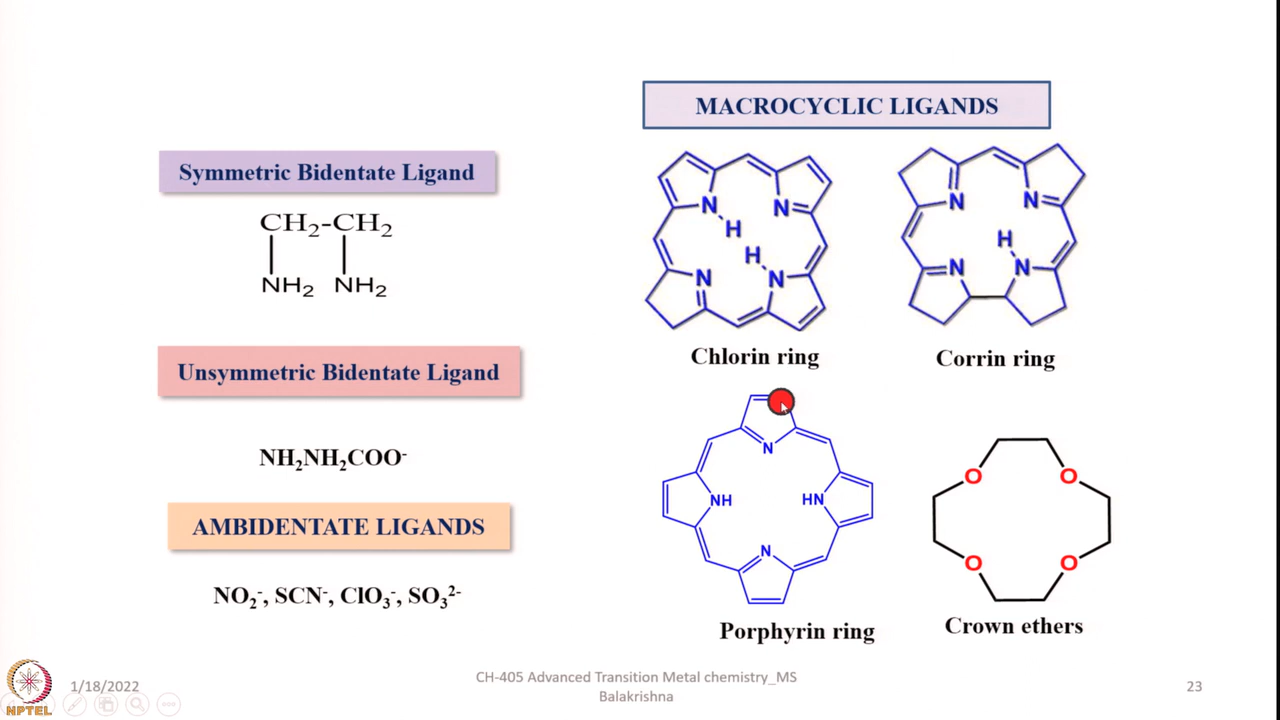 MACROCYCLIC LIGANDS
Symmetric Bidentate Ligand
CH₂-CH₂
NH₂ NH₂
Unsymmetric Bidentate Ligand
NH₂NH₂COO⁻
AMBIDENTATE LIGANDS
NO₂⁻, SCN⁻, ClO₃⁻, SO₃²⁻
N N
H
H
N N
Chlorin ring
N N
H
N N
Corrin ring
N
NH HN
N
Porphyrin ring
O O
O O
Crown ethers
NPTEL
1/18/2022
CH-405 Advanced Transition Metal chemistry_MS
Balakrishna
23